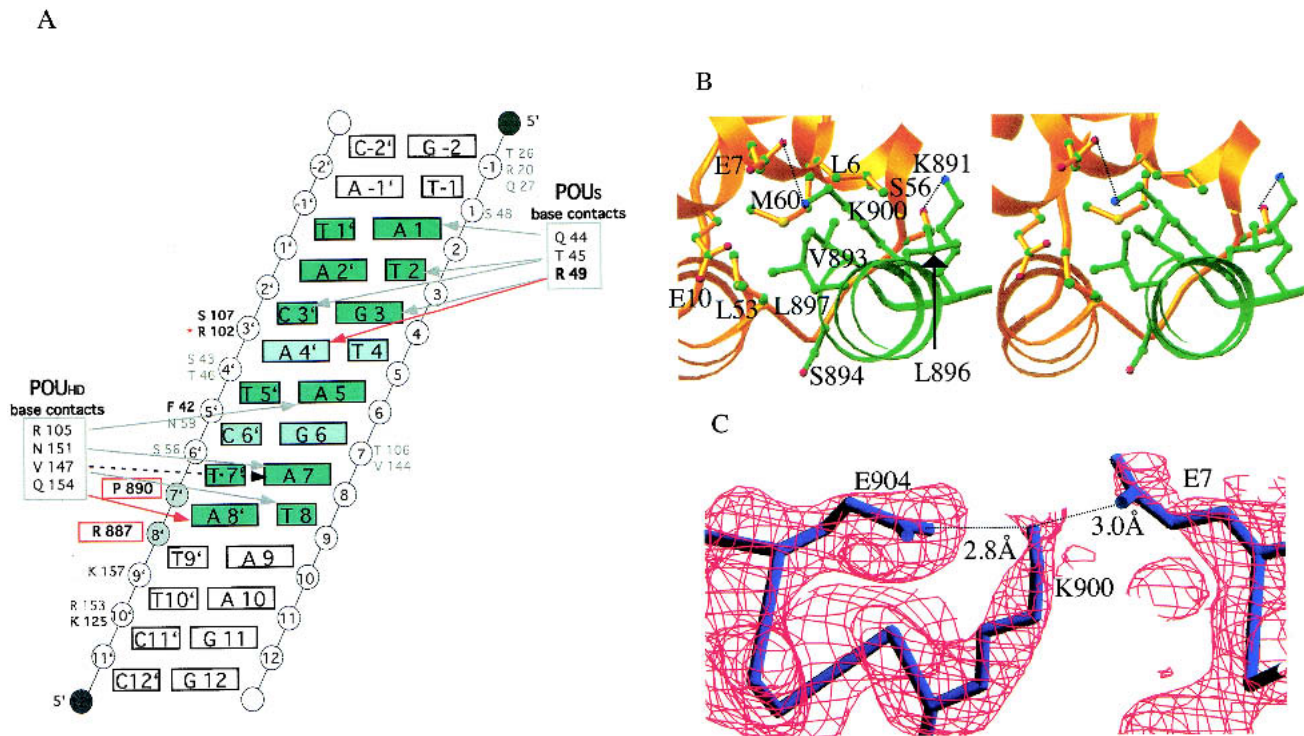 A
5'
C-2' G -2
-2' -1
T 26
R 20
Q 27
A -1' T-1
-1' 1
S 48
POUs
base contacts
T 1' A 1
1' 2
Q 44
T 45
R 49
A 2' T 2
2' 3
C 3' G 3
S 107
* R 102
3' 4
A 4' T 4
S 43
T 46
4' 5
POUHD
base contacts
T 5' A 5
F 42
5' 6
R 105
N 151
V 147
Q 154
C 6' G 6
S 56
6' 7
T 106
V 144
T-7' A 7
P 890
7' 8
A 8' T 8
R 887
8' 9
T9' A 9
K 157
9' 10
T10' A 10
R 153
K 125
10' 11
C11' G 11
11' 12
C12' G 12
5'
B
E7 L6 K891
S56
M60 K900
V893
E10
L53 L897
S894 L896
C
E904 E7
2.8Å 3.0Å
K900